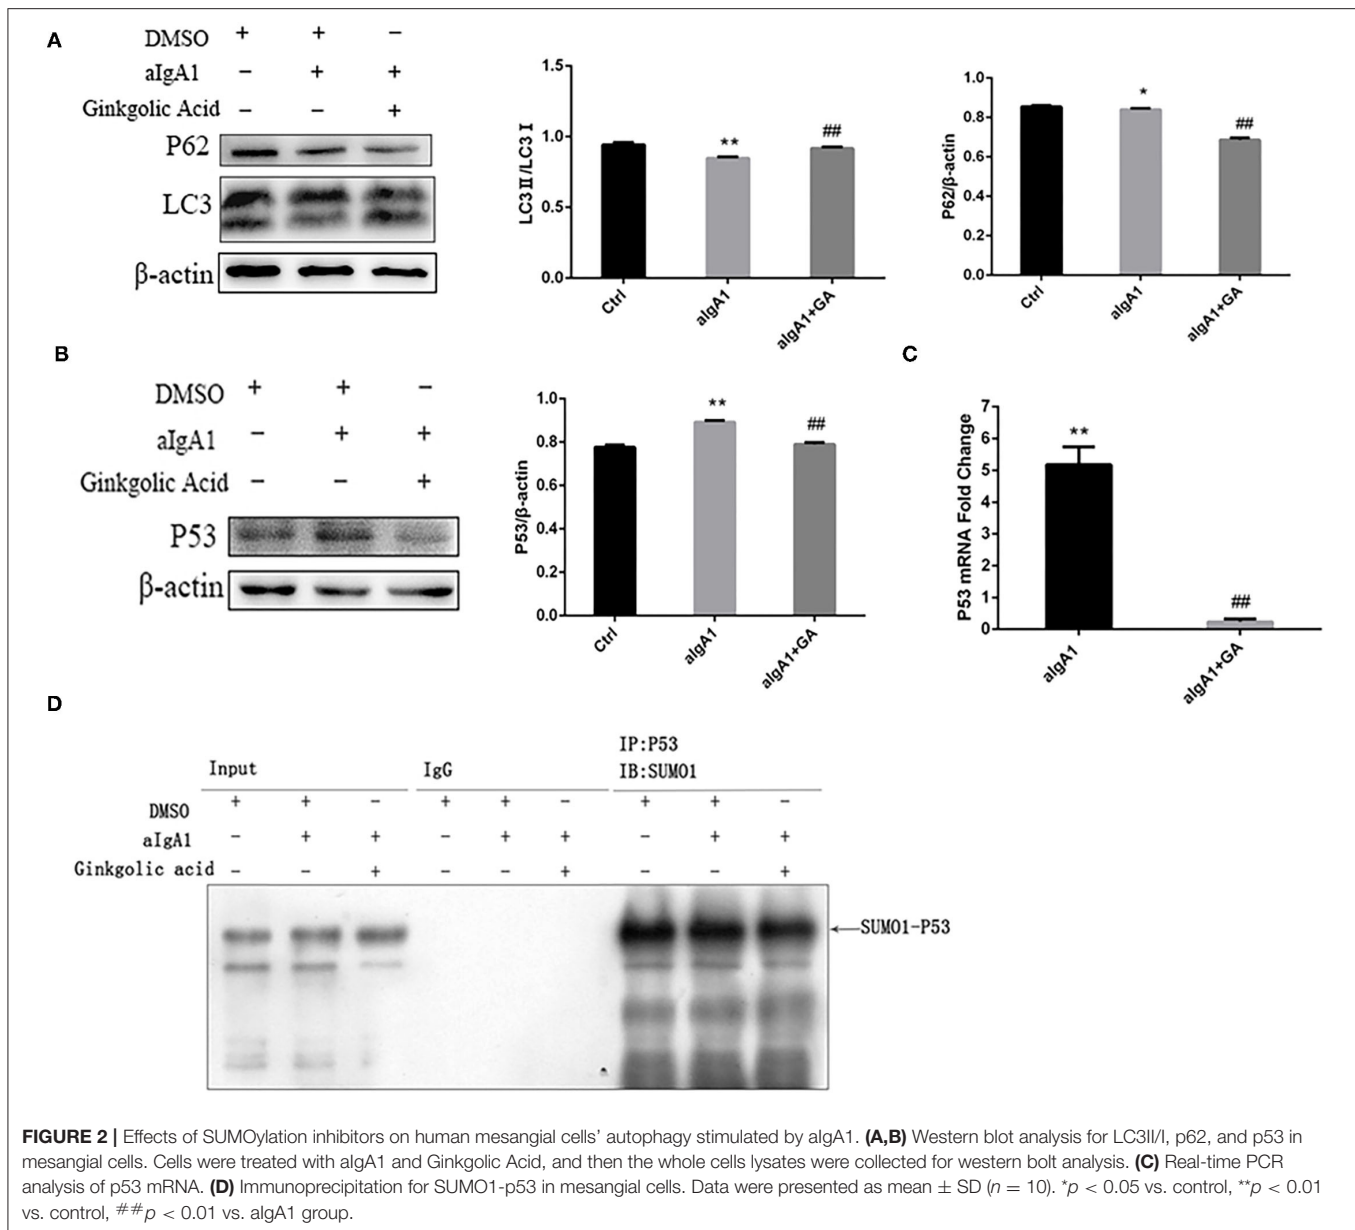 A
DMSO + + −
aIgA1 − + +
Ginkgolic Acid − − +
P62
LC3
β-actin
LC3 II/LC3 I
1.5
1.0
0.5
0.0
**
##
Ctrl
aIgA1
aIgA1+GA
P62/β-actin
1.0
0.8
0.6
0.4
0.2
0.0
*
##
Ctrl
aIgA1
aIgA1+GA
B
DMSO + + −
aIgA1 − + +
Ginkgolic Acid − − +
P53
β-actin
P53/β-actin
1.0
0.8
0.6
0.4
0.2
0.0
**
##
Ctrl
aIgA1
aIgA1+GA
C
P53 mRNA Fold Change
7
6
5
4
3
2
1
0
**
##
aIgA1
aIgA1+GA
D
Input
IgG
IP:P53
IB:SUMO1
DMSO + + − + + − + + −
aIgA1 − + + − + + − + +
Ginkgolic acid − − + − − + − − +
SUMO1-P53
FIGURE 2 | Effects of SUMOylation inhibitors on human mesangial cells' autophagy stimulated by aIgA1. (A,B) Western blot analysis for LC3II/I, p62, and p53 in
mesangial cells. Cells were treated with aIgA1 and Ginkgolic Acid, and then the whole cells lysates were collected for western bolt analysis. (C) Real-time PCR
analysis of p53 mRNA. (D) Immunoprecipitation for SUMO1-p53 in mesangial cells. Data were presented as mean ± SD (n = 10). *p < 0.05 vs. control, **p < 0.01
vs. control, ##p < 0.01 vs. aIgA1 group.